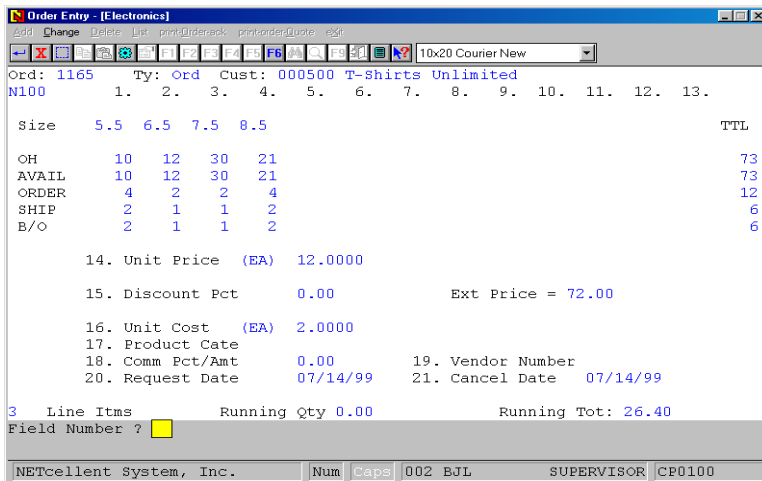 Order Entry - [Electronics]
Add Change Delete List print-Order-ack print-order-Quote eXit
F1 F2 F3 F4 F5 F6 F9 10x20 Courier New
Ord: 1165 Ty: Ord Cust: 000500 T-Shirts Unlimited
N100 1. 2. 3. 4. 5. 6. 7. 8. 9. 10. 11. 12. 13.
Size 5.5 6.5 7.5 8.5 TTL
OH 10 12 30 21 73
AVAIL 10 12 30 21 73
ORDER 4 2 2 4 12
SHIP 2 1 1 2 6
B/O 2 1 1 2 6
14. Unit Price (EA) 12.0000
15. Discount Pct 0.00 Ext Price = 72.00
16. Unit Cost (EA) 2.0000
17. Product Cate
18. Comm Pct/Amt 0.00 19. Vendor Number
20. Request Date 07/14/99 21. Cancel Date 07/14/99
3 Line Itms Running Qty 0.00 Running Tot: 26.40
Field Number ?
NETcellent System, Inc. Num Caps 002 BJL SUPERVISOR CP0100